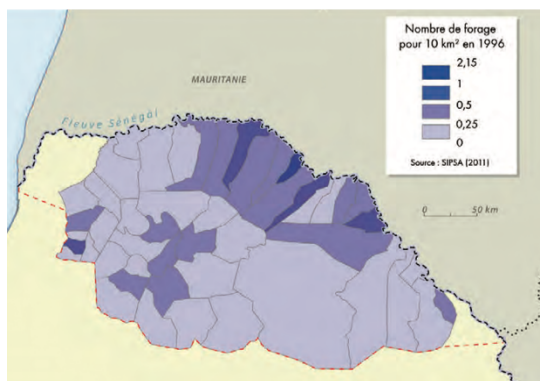 Nombre de forage
pour 10 km² en 1996
2,15
1
0,5
0,25
0
Source : SIPSA (2011)
MAURITANIE
Fleuve Sénégal
0 50 km